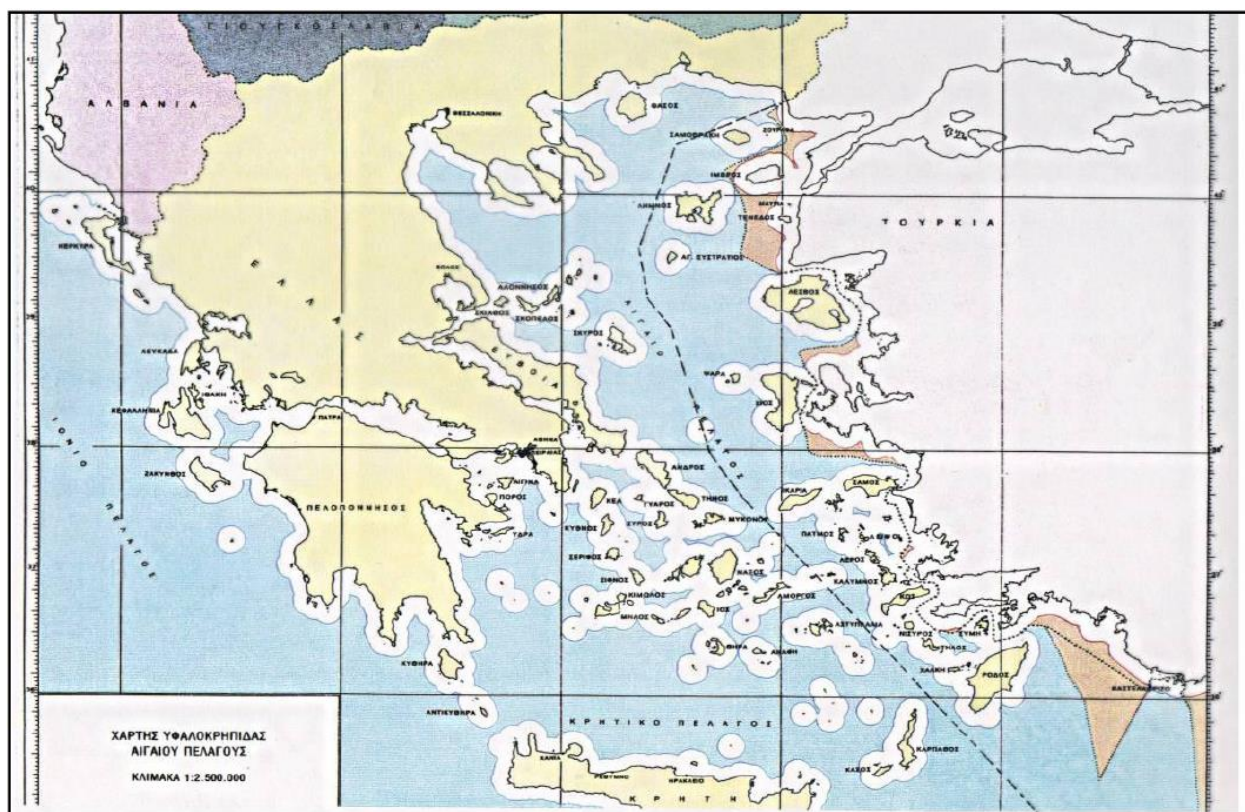 ΓΙΟΥΓΚΟΣΛΑΒΙΑ
ΑΛΒΑΝΙΑ
ΘΕΣΣΑΛΟΝΙΚΗ
ΘΑΣΟΣ
ΣΑΜΟΘΡΑΚΗ
ΙΜΒΡΟΣ
40
ΛΗΜΝΟΣ
ΤΕΝΕΔΟΣ
ΤΟΥΡΚΙΑ
ΚΕΡΚΥΡΑ
ΑΓ. ΕΥΣΤΡΑΤΙΟΣ
ΕΛΛΑΣ
ΑΛΟΝΝΗΣΟΣ
ΛΕΣΒΟΣ
ΣΚΙΑΘΟΣ
ΣΚΟΠΕΛΟΣ
ΣΚΥΡΟΣ
ΑΙΓΑΙΟ ΠΕΛΑΓΟΣ
ΛΕΥΚΑΔΑ
ΕΥΒΟΙΑ
ΨΑΡΑ
ΙΘΑΚΗ
ΧΙΟΣ
ΚΕΦΑΛΛΗΝΙΑ
ΠΑΤΡΑ
ΙΟΝΙΟ ΠΕΛΑΓΟΣ
ΑΘΗΝΑ
ΖΑΚΥΝΘΟΣ
ΑΝΔΡΟΣ
ΣΑΜΟΣ
ΙΚΑΡΙΑ
ΠΕΛΟΠΟΝΝΗΣΟΣ
ΠΟΡΟΣ
ΚΕΑ
ΓΥΑΡΟΣ
ΤΗΝΟΣ
ΥΔΡΑ
ΚΥΘΝΟΣ
ΣΥΡΟΣ
ΜΥΚΟΝΟΣ
ΠΑΤΜΟΣ
ΣΕΡΙΦΟΣ
ΛΕΡΟΣ
ΣΙΦΝΟΣ
ΝΑΞΟΣ
ΚΑΛΥΜΝΟΣ
ΚΙΜΩΛΟΣ
ΑΜΟΡΓΟΣ
ΚΩΣ
ΜΗΛΟΣ
ΙΟΣ
ΑΣΤΥΠΑΛΑΙΑ
ΝΙΣΥΡΟΣ
ΣΥΜΗ
ΘΗΡΑ
ΑΝΑΦΗ
ΤΗΛΟΣ
ΚΥΘΗΡΑ
ΧΑΛΚΗ
ΡΟΔΟΣ
ΚΑΣΤΕΛΛΟΡΙΖΟ
ΑΝΤΙΚΥΘΗΡΑ
ΚΡΗΤΙΚΟ ΠΕΛΑΓΟΣ
ΚΑΡΠΑΘΟΣ
ΧΑΝΙΑ
ΚΑΣΟΣ
ΡΕΘΥΜΝΟ
ΗΡΑΚΛΕΙΟ
ΚΡΗΤΗ
ΧΑΡΤΗΣ ΥΦΑΛΟΚΡΗΠΙΔΑΣ
ΑΙΓΑΙΟΥ ΠΕΛΑΓΟΥΣ
ΚΛΙΜΑΚΑ 1:2.500.000